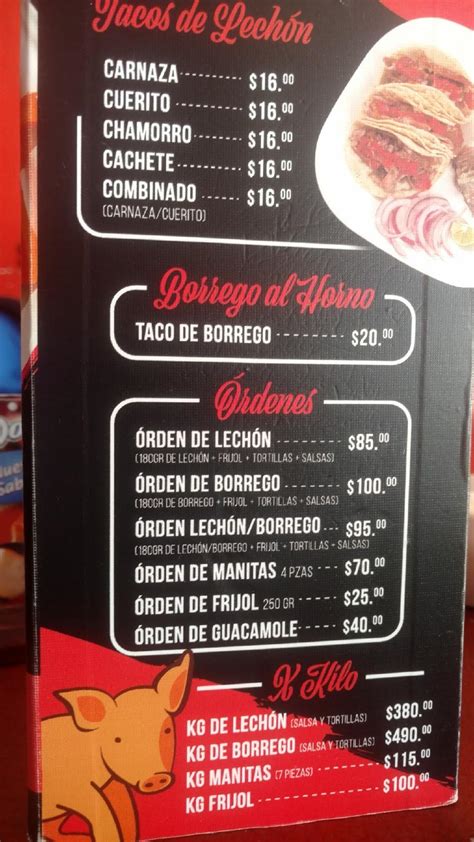 Tacos de Lechón
CARNAZA -------- $16.00
CUERITO -------- $16.00
CHAMORRO ------ $16.00
CACHETE ------- $16.00
COMBINADO ----- $16.00
(CARNAZA/CUERITO)
Borrego al Horno
TACO DE BORREGO -------- $20.00
Órdenes
ÓRDEN DE LECHÓN -------- $85.00
(180GR DE LECHÓN + FRIJOL + TORTILLAS + SALSAS)
ÓRDEN DE BORREGO ------- $100.00
(180GR DE BORREGO + FRIJOL + TORTILLAS + SALSAS)
ÓRDEN LECHÓN/BORREGO --- $95.00
(180GR DE LECHÓN/BORREGO + FRIJOL + TORTILLAS + SALSAS)
ÓRDEN DE MANITAS 4 PZAS --- $70.00
ÓRDEN DE FRIJOL 250 GR ----- $25.00
ÓRDEN DE GUACAMOLE ----- $40.00
X Kilo
KG DE LECHÓN (SALSA Y TORTILLAS) $380.00
KG DE BORREGO (SALSA Y TORTILLAS) $490.00
KG MANITAS (7 PIEZAS) -------- $115.00
KG FRIJOL -------------- $100.00